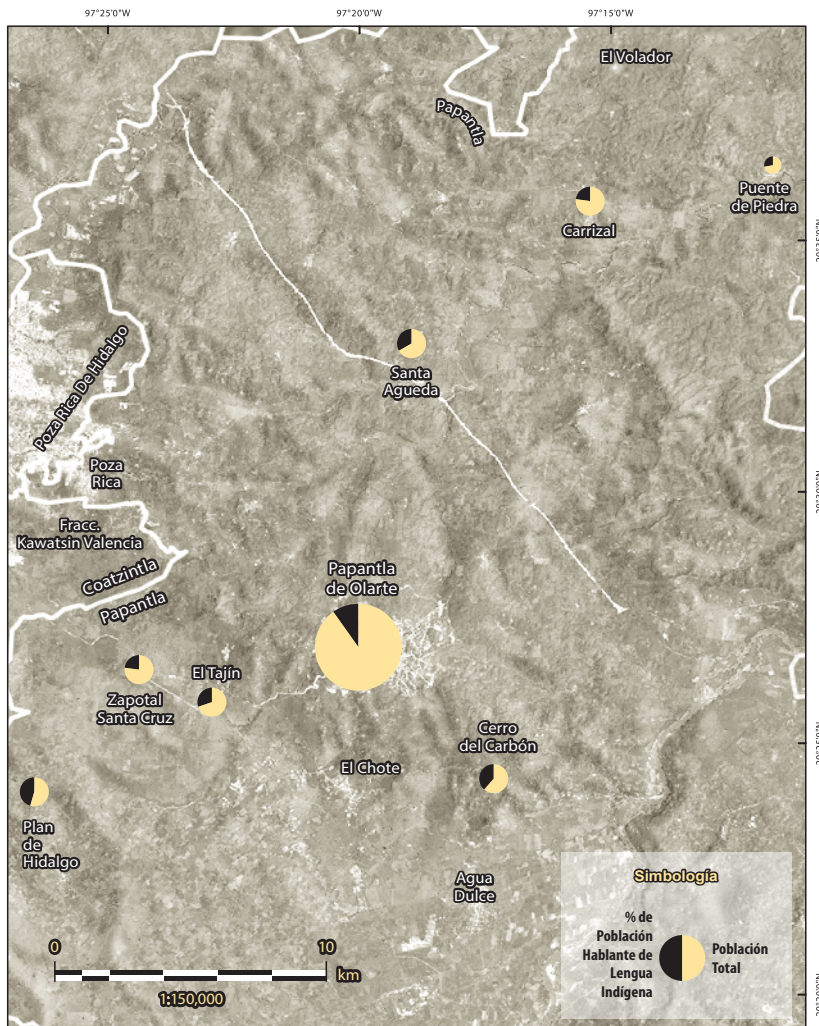 97°25'0"W
97°20'0"W
97°15'0"W
El Volador
Papantla
Puente
de Piedra
Carrizal
Santa
Agueda
Poza Rica De Hidalgo
Poza
Rica
Fracc.
Kawatsin Valencia
Coatzintla
Papantla
Papantla
de Olarte
El Tajín
Zapotal
Santa Cruz
Cerro
del Carbón
El Chote
Plan
de
Hidalgo
Agua
Dulce
0
10
km
1:150,000
Simbología
% de
Población
Hablante de
Lengua
Indígena
Población
Total